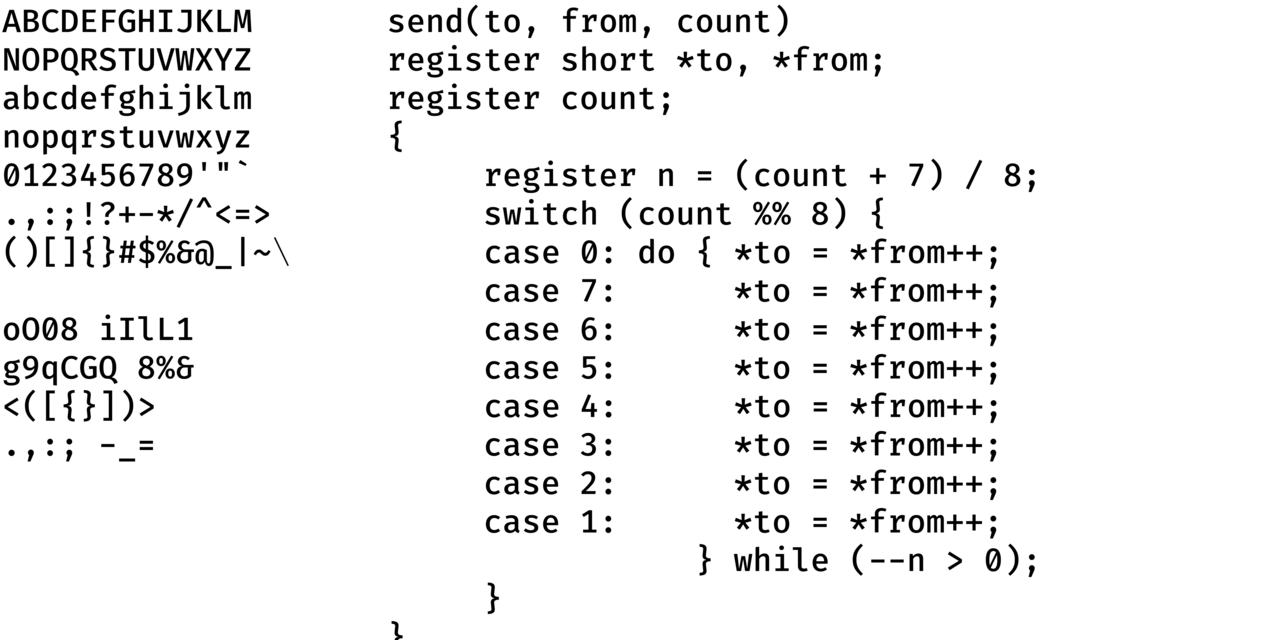 ABCDEFGHIJKLM
NOPQRSTUVWXYZ
abcdefghijklm
nopqrstuvwxyz
0123456789'"`
.,:;!?+-*/^<=>
()[]{}#$%&@_|~\
oO08 iIlL1
g9qCGQ 8%&
<([{}])>
.,:; -_=
send(to, from, count)
register short *to, *from;
register count;
{
     register n = (count + 7) / 8;
     switch (count %% 8) {
     case 0: do { *to = *from++;
     case 7:      *to = *from++;
     case 6:      *to = *from++;
     case 5:      *to = *from++;
     case 4:      *to = *from++;
     case 3:      *to = *from++;
     case 2:      *to = *from++;
     case 1:      *to = *from++;
                } while (--n > 0);
     }
}